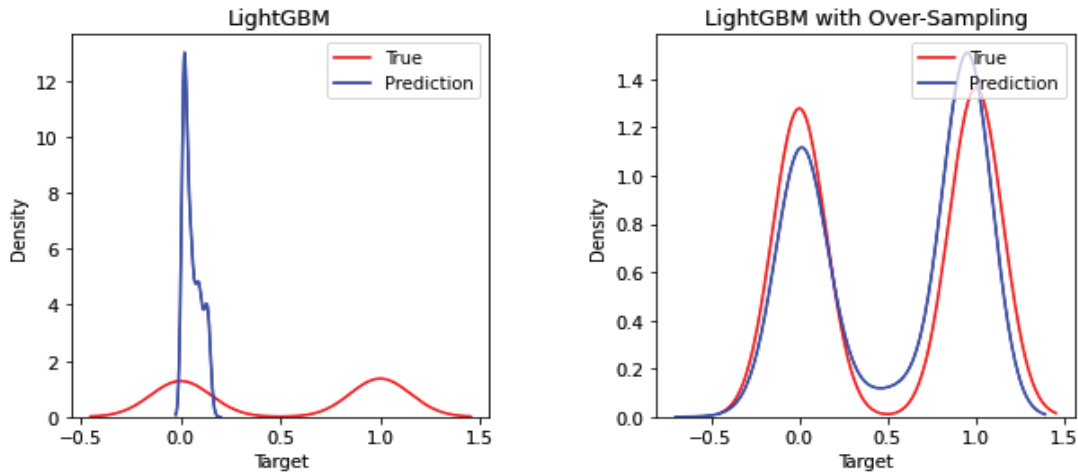 LightGBM
True
Prediction
12
10
8
6
4
2
0
Density
−0.5 0.0 0.5 1.0 1.5
Target
LightGBM with Over-Sampling
True
Prediction
1.4
1.2
1.0
0.8
0.6
0.4
0.2
0.0
Density
−0.5 0.0 0.5 1.0 1.5
Target